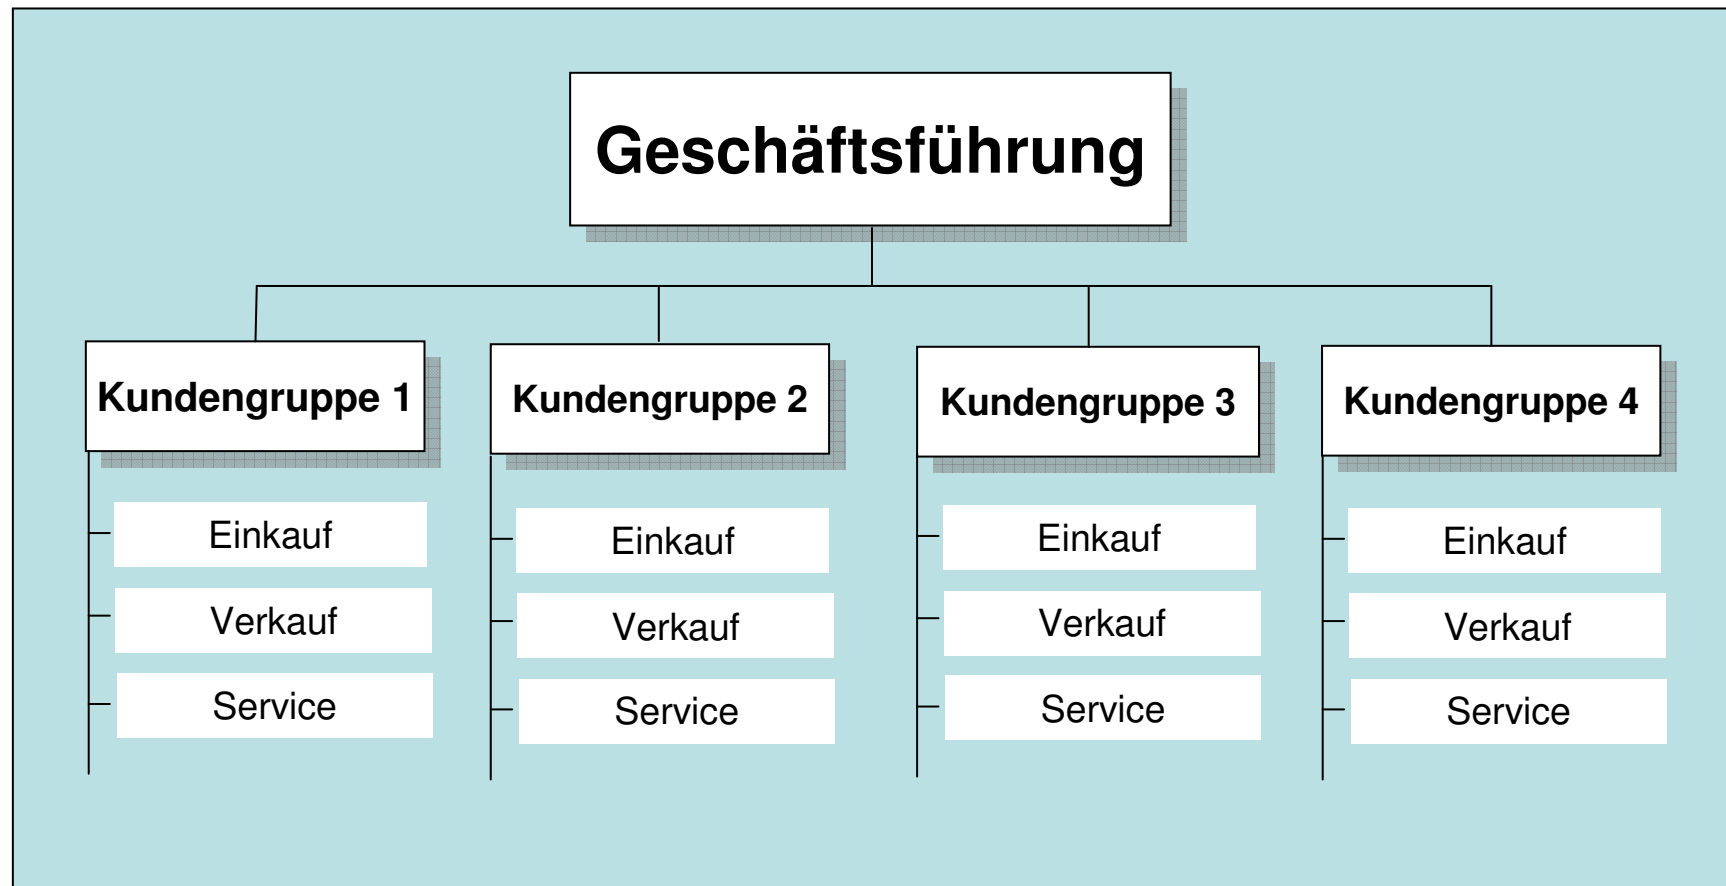 Geschäftsführung
Kundengruppe 1
Einkauf
Verkauf
Service
Kundengruppe 2
Einkauf
Verkauf
Service
Kundengruppe 3
Einkauf
Verkauf
Service
Kundengruppe 4
Einkauf
Verkauf
Service